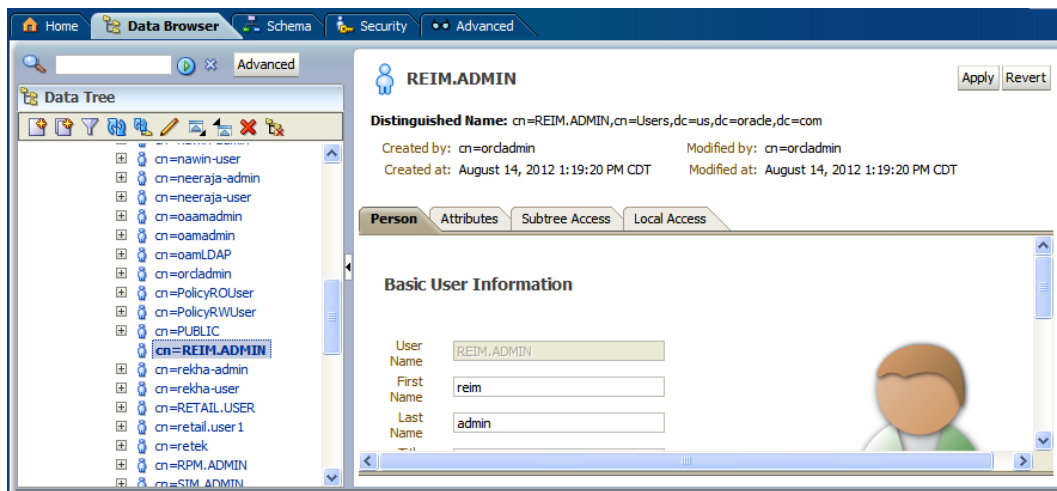 Home Data Browser Schema Security Advanced
Advanced
Data Tree
cn=nawin-user
cn=neeraja-admin
cn=neeraja-user
cn=oaamadmin
cn=oamadmin
cn=oamLDAP
cn=orcladmin
cn=PolicyROUser
cn=PolicyRWUser
cn=PUBLIC
cn=REIM.ADMIN
cn=rekha-admin
cn=rekha-user
cn=RETAIL.USER
cn=retail.user1
cn=retek
cn=RPM.ADMIN
cn=SIM.ADMIN
REIM.ADMIN
Apply Revert
Distinguished Name: cn=REIM.ADMIN,cn=Users,dc=us,dc=oracle,dc=com
Created by: cn=orcladmin Modified by: cn=orcladmin
Created at: August 14, 2012 1:19:20 PM CDT Modified at: August 14, 2012 1:19:20 PM CDT
Person Attributes Subtree Access Local Access
Basic User Information
User
Name
REIM.ADMIN
First
Name
reim
Last
Name
admin